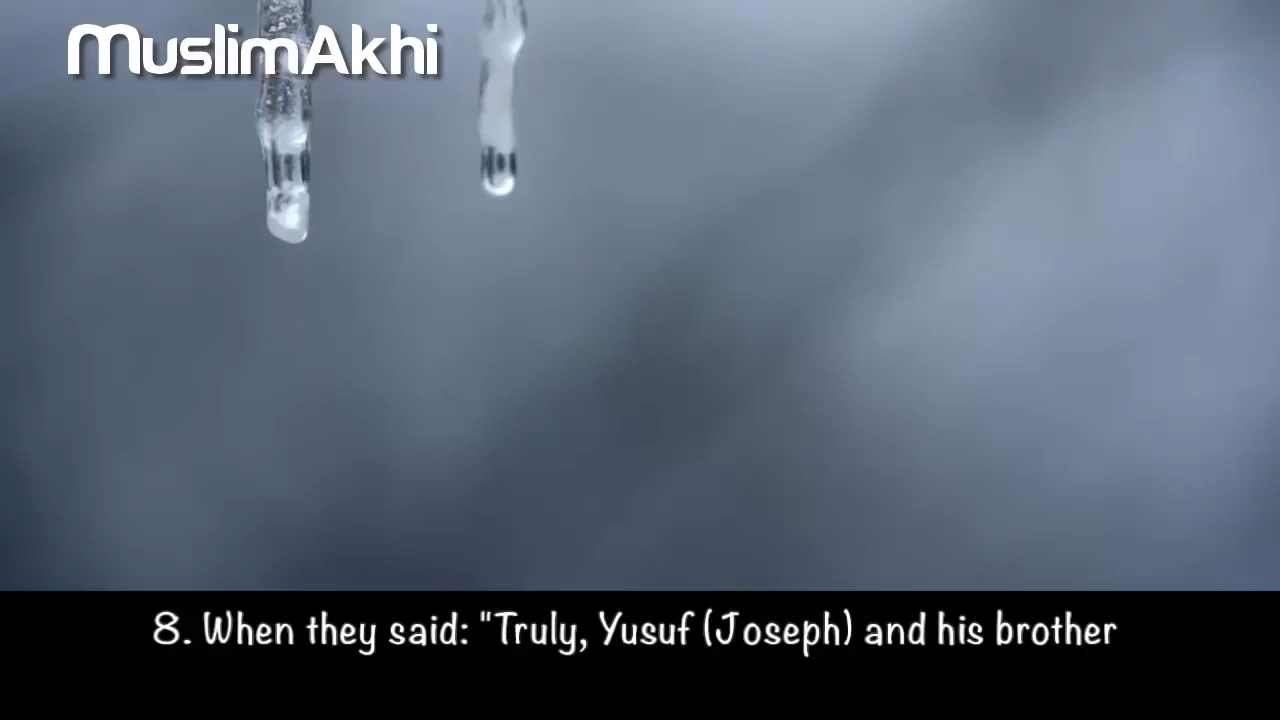 MuslimAkhi
8. When they said: "Truly, Yusuf (Joseph) and his brother